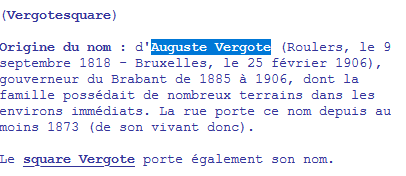 (Vergotesquare)
Origine du nom : d'Auguste Vergote (Roulers, le 9
septembre 1818 - Bruxelles, le 25 février 1906),
gouverneur du Brabant de 1885 à 1906, dont la
famille possédait de nombreux terrains dans les
environs immédiats. La rue porte ce nom depuis au
moins 1873 (de son vivant donc).
Le square Vergote porte également son nom.